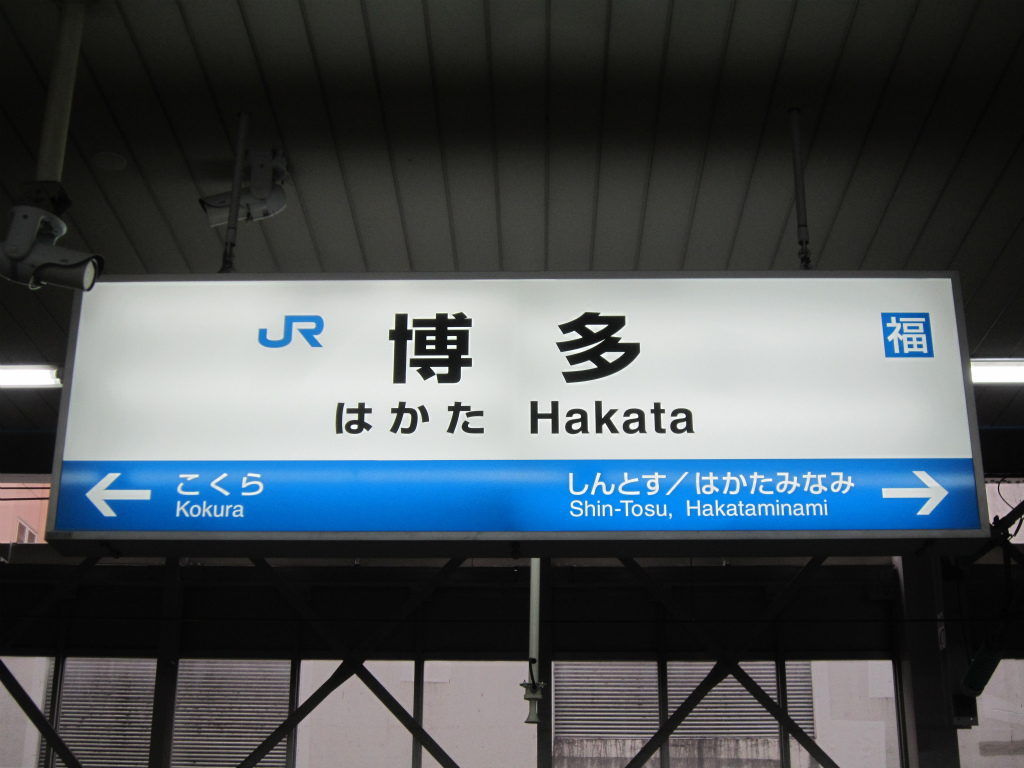 JR 博多 福
はかた Hakata
こくら しんとす/はかたみなみ
Kokura Shin-Tosu, Hakataminami